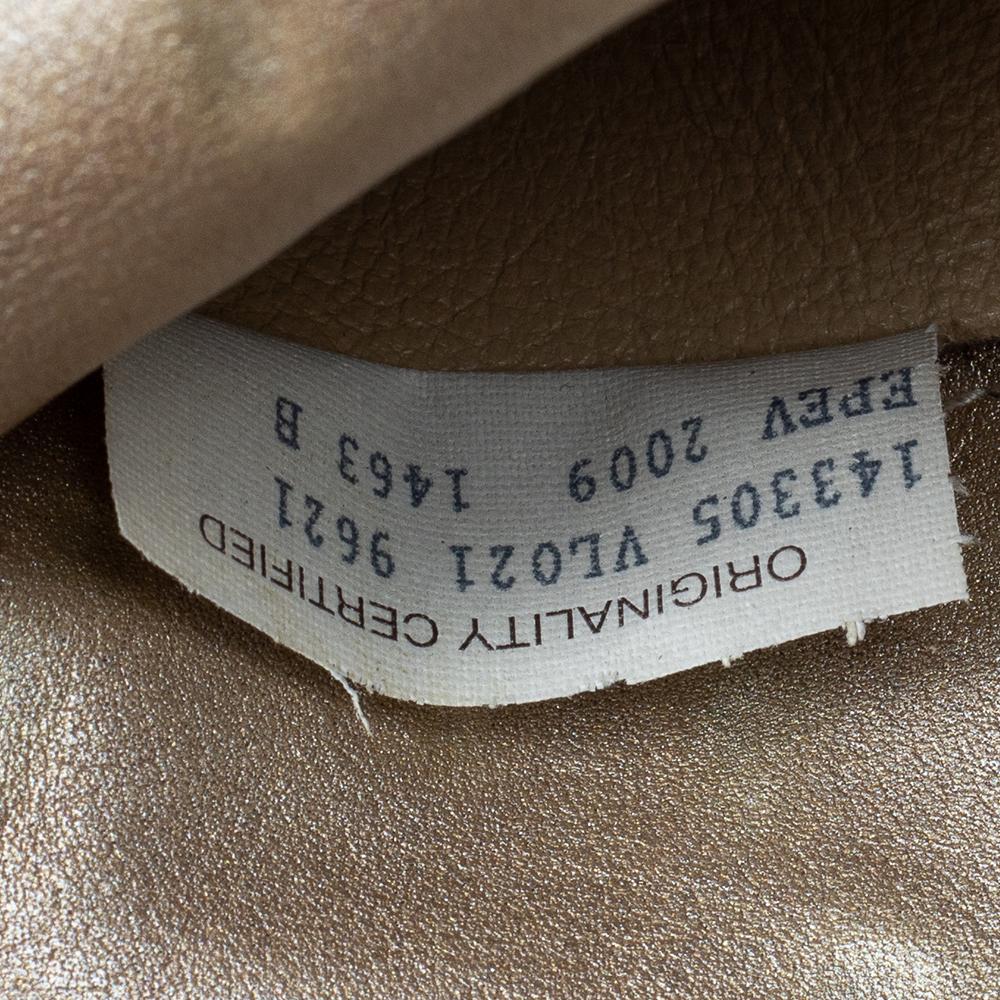 ORIGINALITY CERTIFIED
143305 VL021 9621
EPEV 2009 1463 B